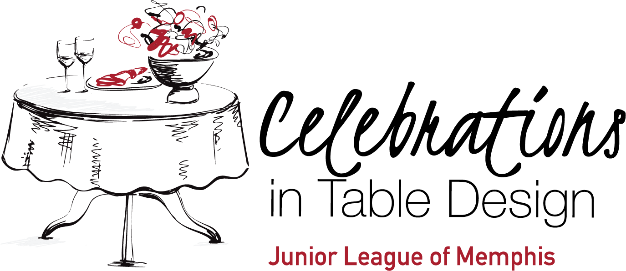 Celebrations
in Table Design
Junior League of Memphis